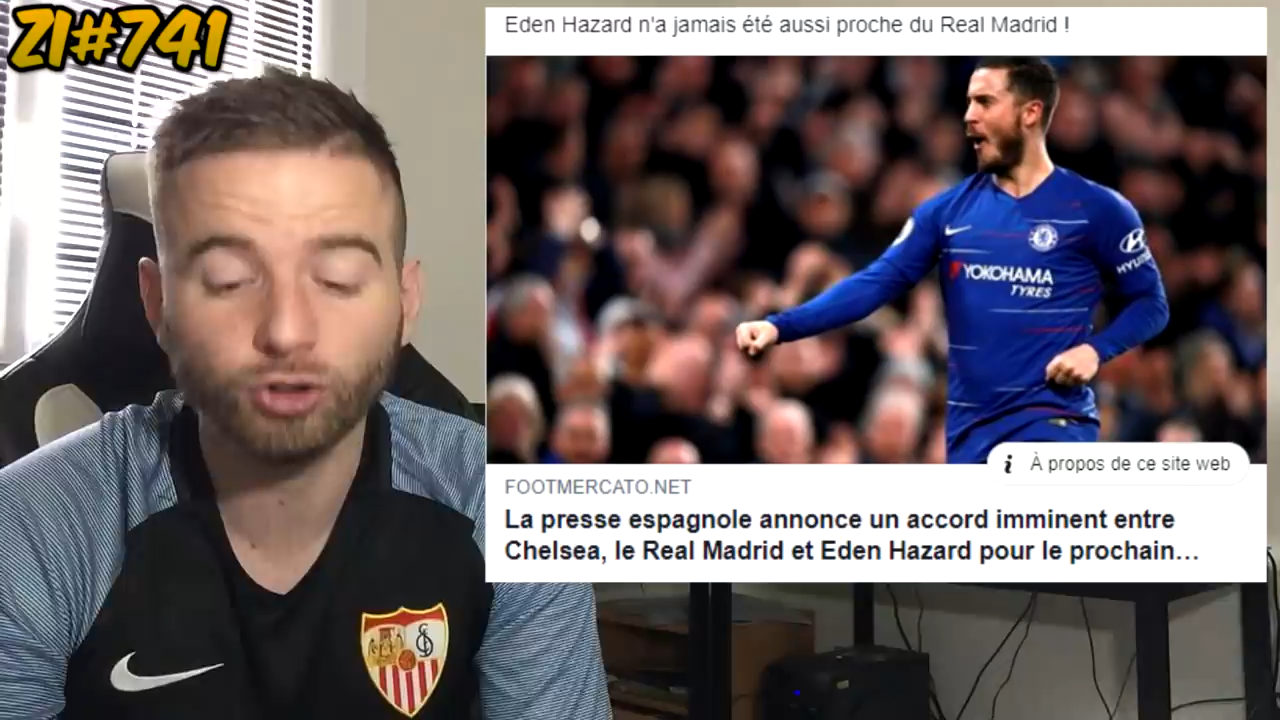 ZI#741
Eden Hazard n'a jamais été aussi proche du Real Madrid !
YOKOHAMA
TYRES
HYUN
À propos de ce site web
FOOTMERCATO.NET
La presse espagnole annonce un accord imminent entre
Chelsea, le Real Madrid et Eden Hazard pour le prochain…